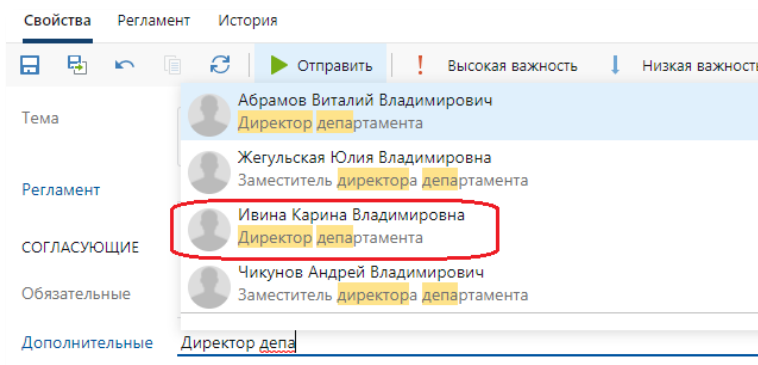 Свойства Регламент История
Отправить Высокая важность Низкая важность
Тема
Абрамов Виталий Владимирович
Директор департамента
Жегульская Юлия Владимировна
Заместитель директора департамента
Регламент
Ивина Карина Владимировна
Директор департамента
СОГЛАСУЮЩИЕ
Чикунов Андрей Владимирович
Заместитель директора департамента
Обязательные
Дополнительные Директор депа